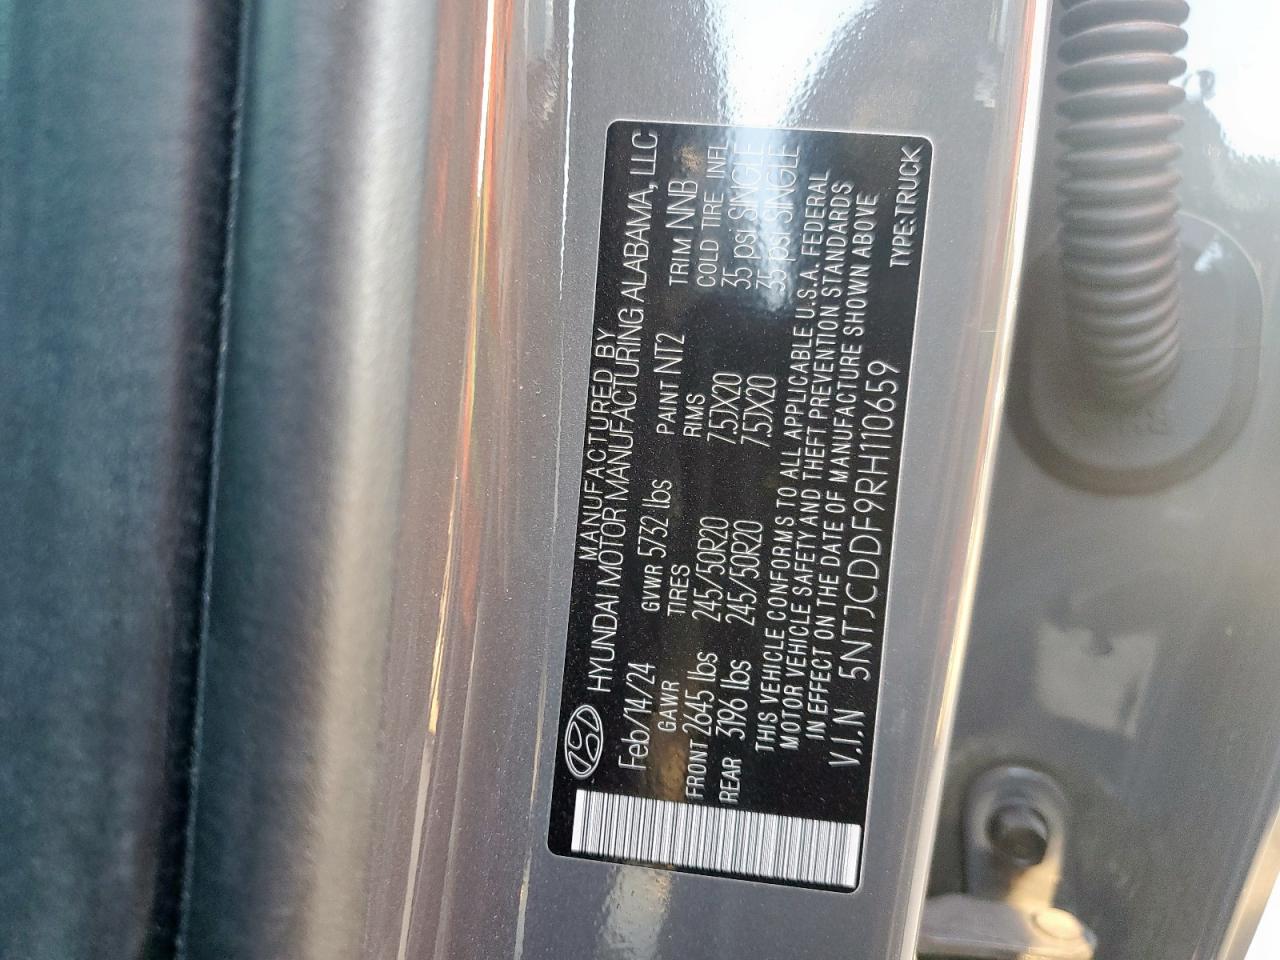 MANUFACTURED BY
HYUNDAI MOTOR MANUFACTURING ALABAMA, LLC
Feb/14/24 GVWR 5732 lbs PAINT NT2 TRIM NNB
GAWR TIRES RIMS COLD TIRE INFL
FRONT 2645 lbs 245/50R20 7.5JX20 35 psi SINGLE
REAR 3196 lbs 245/50R20 7.5JX20 35 psi SINGLE
THIS VEHICLE CONFORMS TO ALL APPLICABLE U.S.A. FEDERAL
MOTOR VEHICLE SAFETY AND THEFT PREVENTION STANDARDS
IN EFFECT ON THE DATE OF MANUFACTURE SHOWN ABOVE
V.I.N 5NTJCDDF9RH110659 TYPE:TRUCK